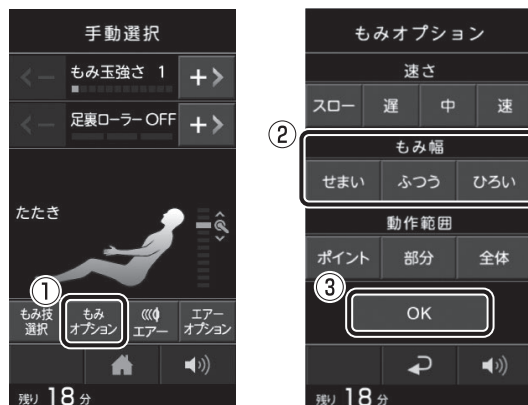 手動選択
もみ玉強さ 1
足裏ローラー OFF
たたき
①
もみ技
選択
もみ
オプション
エアー
エアー
オプション
残り 18 分
もみオプション
速さ
スロー 遅 中 速
②
もみ幅
せまい ふつう ひろい
動作範囲
ポイント 部分 全体
③
OK
残り 18 分